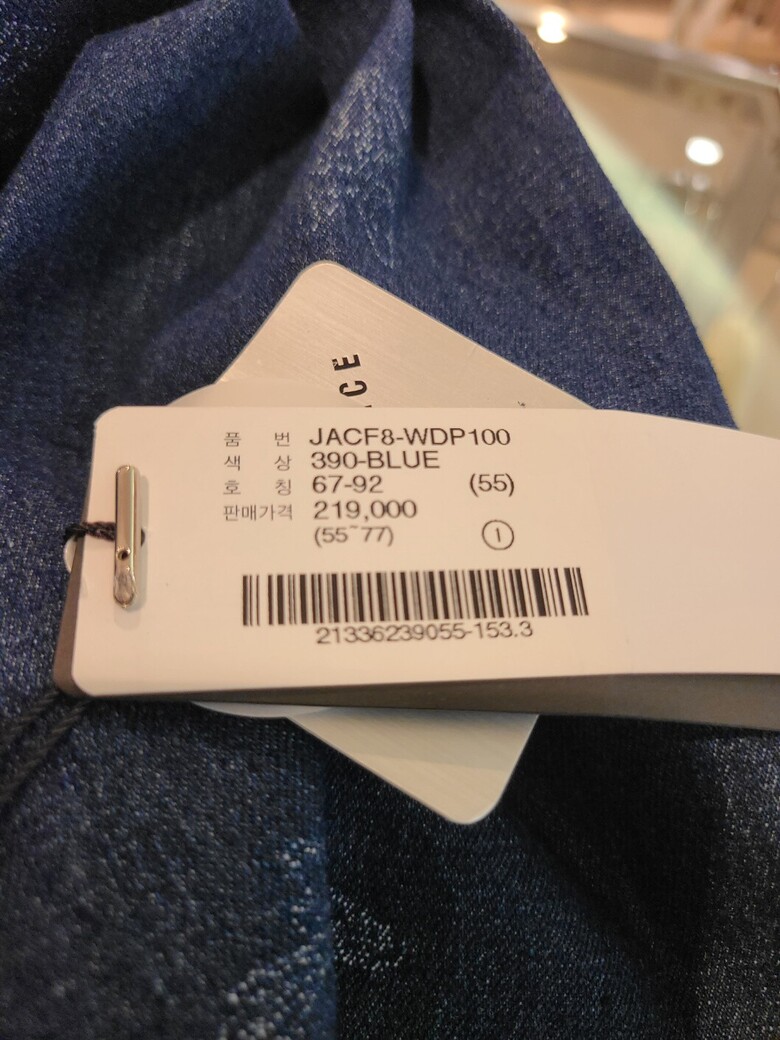 CE
품 번 JACF8-WDP100
색 상 390-BLUE
호 칭 67-92 (55)
판매가격 219,000
(55~77) Ⓘ
21336239055-153.3